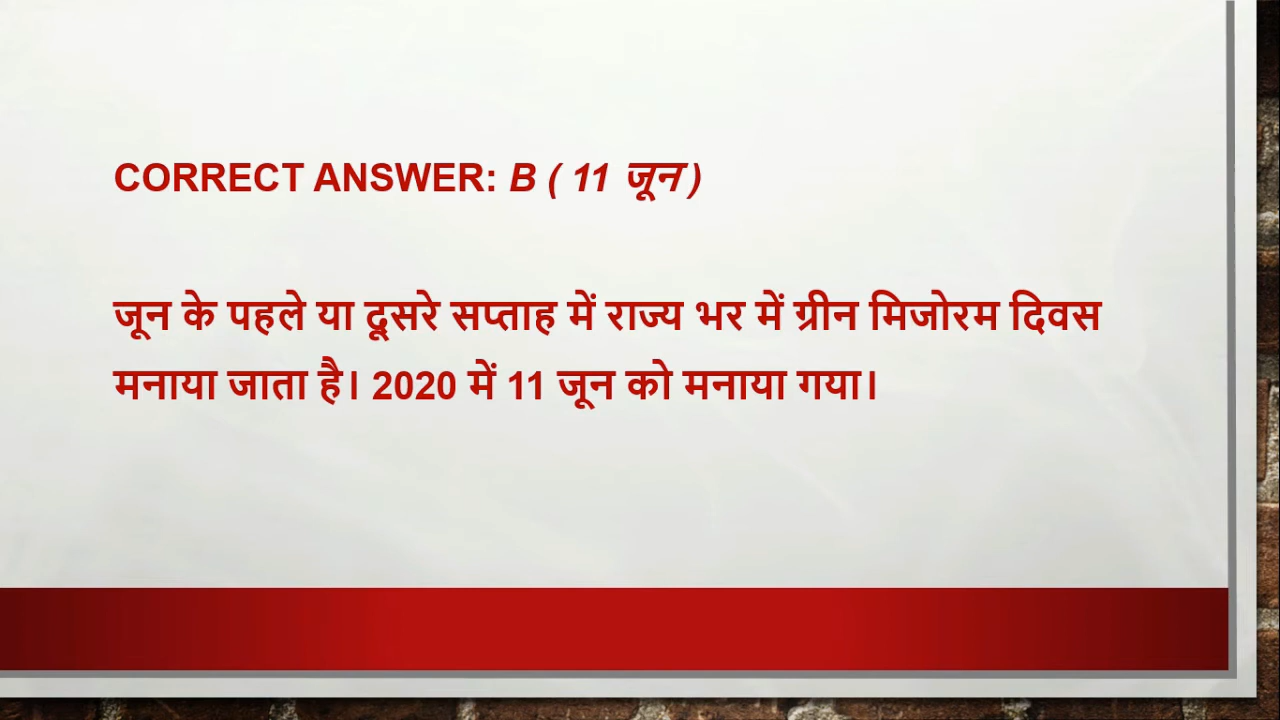 CORRECT ANSWER: B ( 11 जून )
जून के पहले या दूसरे सप्ताह में राज्य भर में ग्रीन मिजोरम दिवस
मनाया जाता है। 2020 में 11 जून को मनाया गया।